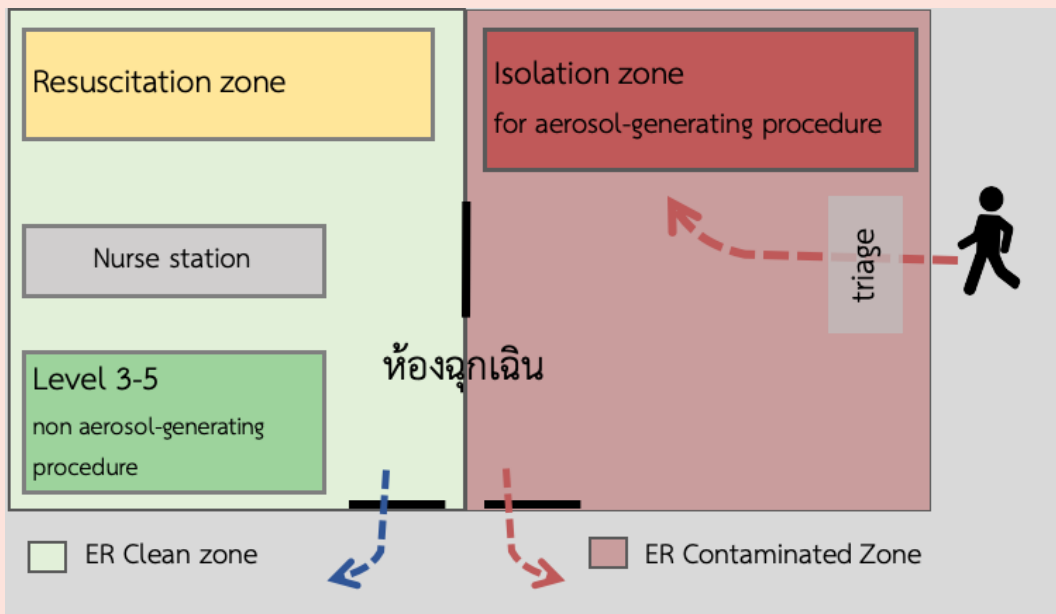 Resuscitation zone
Isolation zone
for aerosol-generating procedure
Nurse station
triage
ห้องฉุกเฉิน
Level 3-5
non aerosol-generating
procedure
ER Clean zone
ER Contaminated Zone